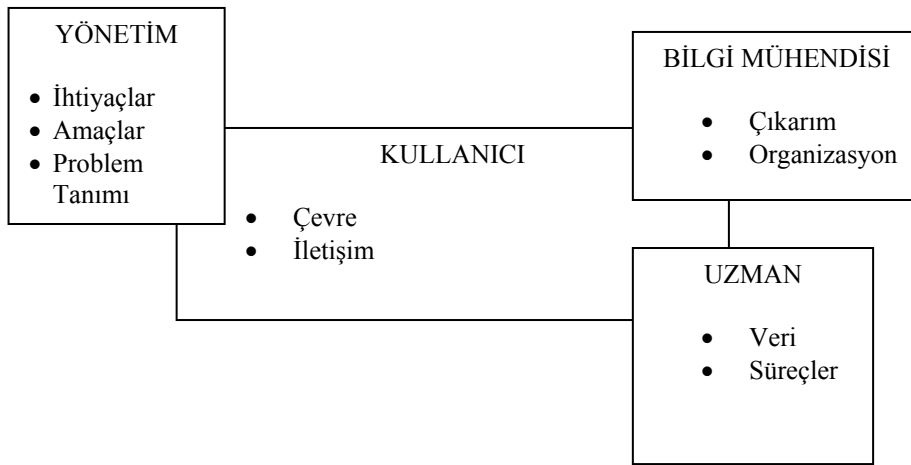 YÖNETİM
• İhtiyaçlar
• Amaçlar
• Problem
Tanımı
KULLANICI
• Çevre
• İletişim
BİLGİ MÜHENDİSİ
• Çıkarım
• Organizasyon
UZMAN
• Veri
• Süreçler